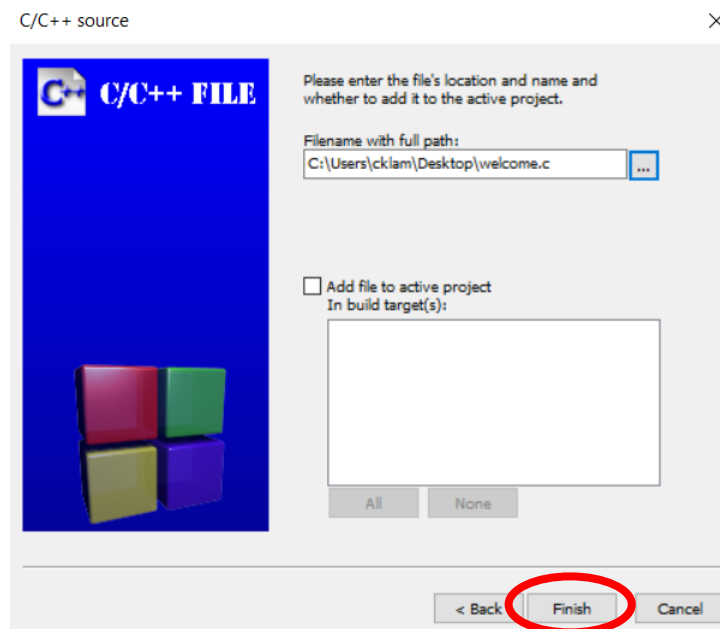 C/C++ source
C++
C/C++ FILE
Please enter the file's location and name and
whether to add it to the active project.
Filename with full path:
C:\Users\cklam\Desktop\welcome.c
...
Add file to active project
In build target(s):
All
None
< Back
Finish
Cancel